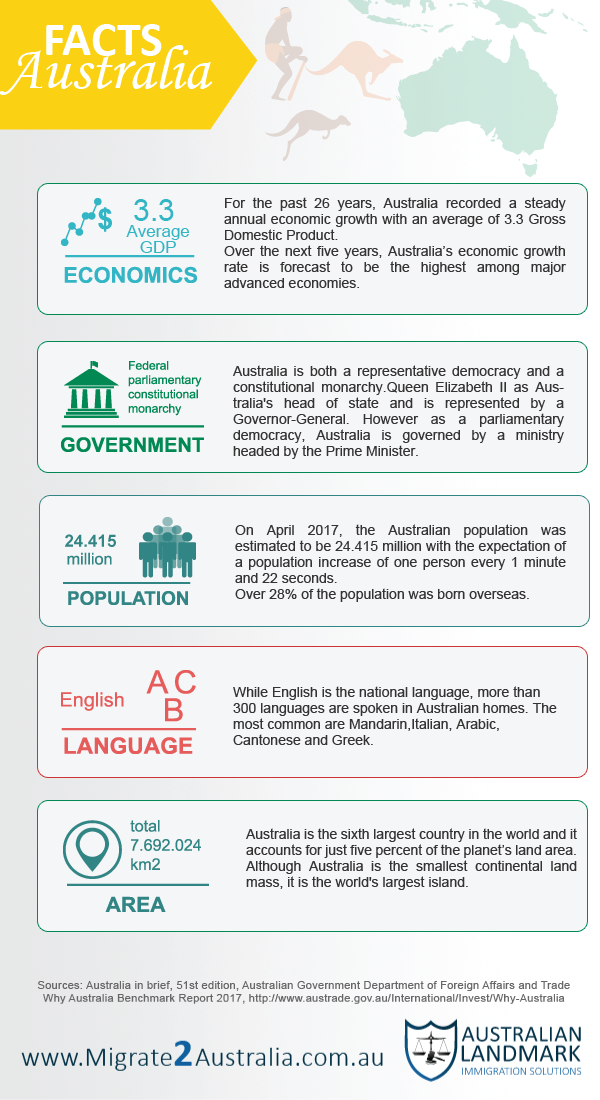 FACTS
Australia
$
3.3
Average
GDP
ECONOMICS
For the past 26 years, Australia recorded a steady
annual economic growth with an average of 3.3 Gross
Domestic Product.
Over the next five years, Australia's economic growth
rate is forecast to be the highest among major
advanced economies.
Federal
parliamentary
constitutional
monarchy
GOVERNMENT
Australia is both a representative democracy and a
constitutional monarchy.Queen Elizabeth II as Aus-
tralia's head of state and is represented by a
Governor-General. However as a parliamentary
democracy, Australia is governed by a ministry
headed by the Prime Minister.
24.415
million
POPULATION
On April 2017, the Australian population was
estimated to be 24.415 million with the expectation of
a population increase of one person every 1 minute
and 22 seconds.
Over 28% of the population was born overseas.
English
A C
B
LANGUAGE
While English is the national language, more than
300 languages are spoken in Australian homes. The
most common are Mandarin,Italian, Arabic,
Cantonese and Greek.
total
7.692.024
km2
AREA
Australia is the sixth largest country in the world and it
accounts for just five percent of the planet's land area.
Although Australia is the smallest continental land
mass, it is the world's largest island.
Sources: Australia in brief, 51st edition, Australian Government Department of Foreign Affairs and Trade
Why Australia Benchmark Report 2017, http://www.austrade.gov.au/International/Invest/Why-Australia
www.Migrate2Australia.com.au
AUSTRALIAN
LANDMARK
IMMIGRATION SOLUTIONS